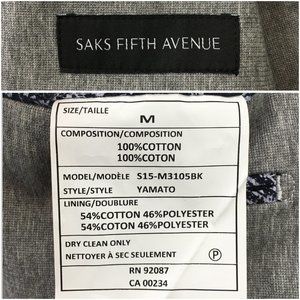 SAKS FIFTH AVENUE
SIZE/TAILLE
M
COMPOSITION/COMPOSITION
100%COTTON
100%COTON
MODEL/MODÈLE S15-M3105BK
STYLE/STYLE YAMATO
LINING/DOUBLURE
54%COTTON 46%POLYESTER
54%COTON 46%POLYESTER
DRY CLEAN ONLY
NETTOYER À SEC SEULEMENT P
RN 92087
CA 00234